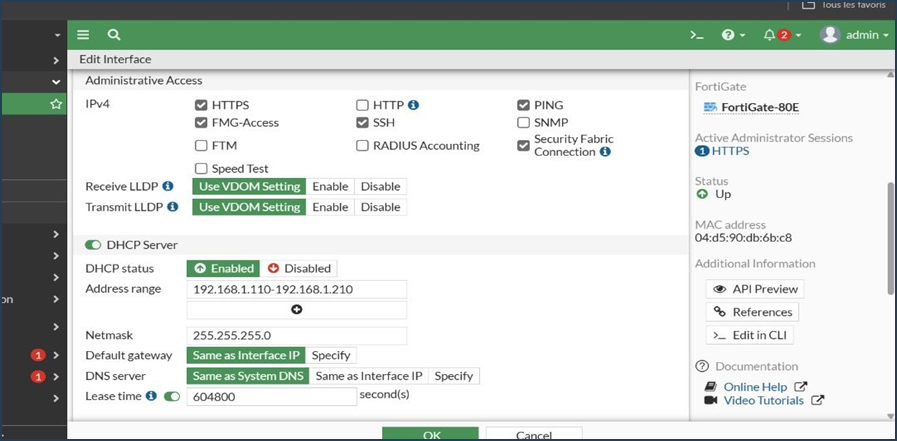 Tous les favoris
>_ ? 2 admin
Edit Interface
Administrative Access
IPv4 HTTPS HTTP PING
FMG-Access SSH SNMP
FTM RADIUS Accounting Security Fabric Connection
Speed Test
Receive LLDP Use VDOM Setting Enable Disable
Transmit LLDP Use VDOM Setting Enable Disable
DHCP Server
DHCP status Enabled Disabled
Address range 192.168.1.110-192.168.1.210
Netmask 255.255.255.0
Default gateway Same as Interface IP Specify
DNS server Same as System DNS Same as Interface IP Specify
Lease time 604800 second(s)
OK Cancel
on
1
1
FortiGate
FortiGate-80E
Active Administrator Sessions
1 HTTPS
Status
Up
MAC address
04:d5:90:db:6b:c8
Additional Information
API Preview
References
>_ Edit in CLI
Documentation
Online Help
Video Tutorials